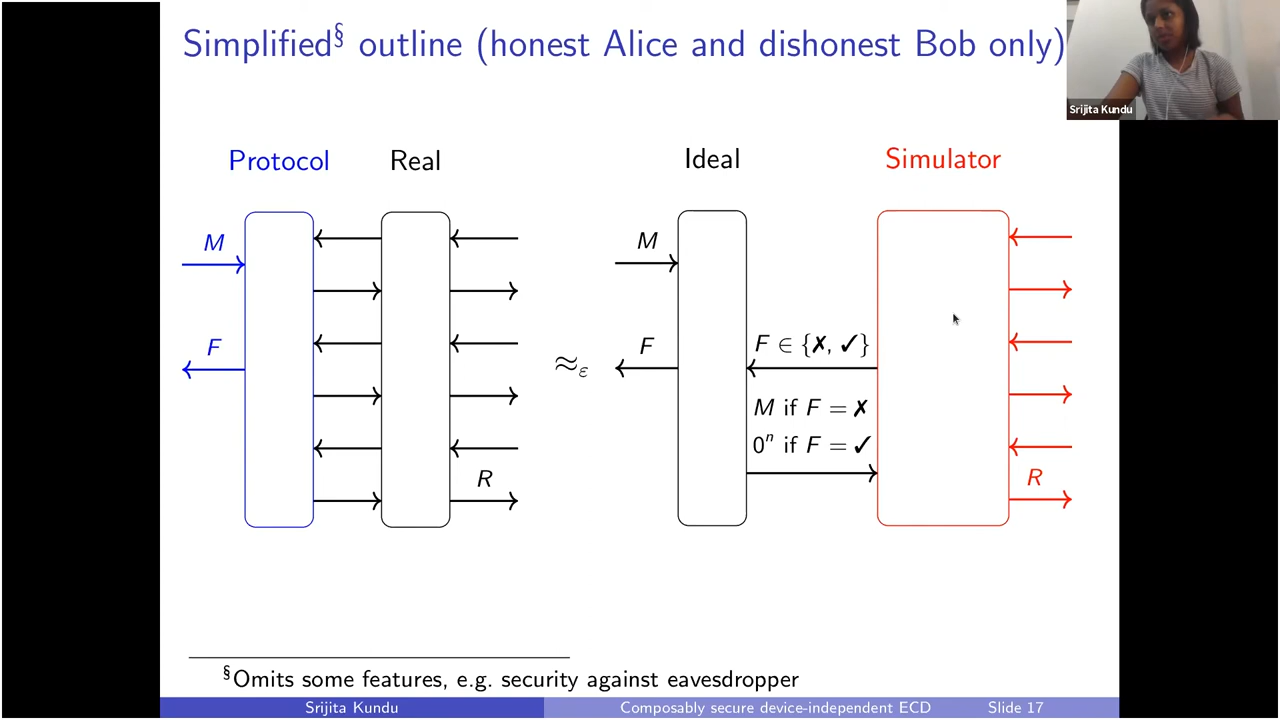 Simplified§ outline (honest Alice and dishonest Bob only)
Srijita Kundu
Protocol Real Ideal Simulator
M
F
R
≈ε
M
F
F ∈ {✗, ✓}
M if F = ✗
0ⁿ if F = ✓
R
§Omits some features, e.g. security against eavesdropper
Srijita Kundu Composably secure device-independent ECD Slide 17